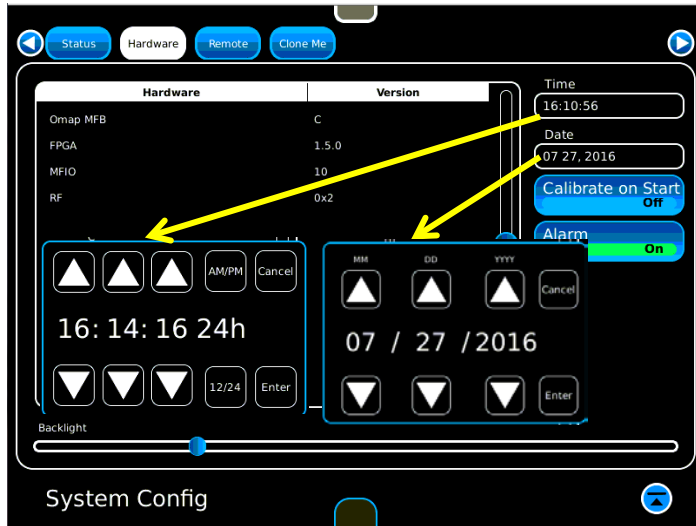 Status Hardware Remote Clone Me
Time
16:10:56
Date
07 27, 2016
Calibrate on Start
Off
Alarm
On
Hardware Version
Omap MFB C
FPGA 1.5.0
MFIO 10
RF 0x2
AM/PM Cancel
16: 14: 16 24h
12/24 Enter
MM DD YYYY
Cancel
07 / 27 / 2016
Enter
Backlight
System Config